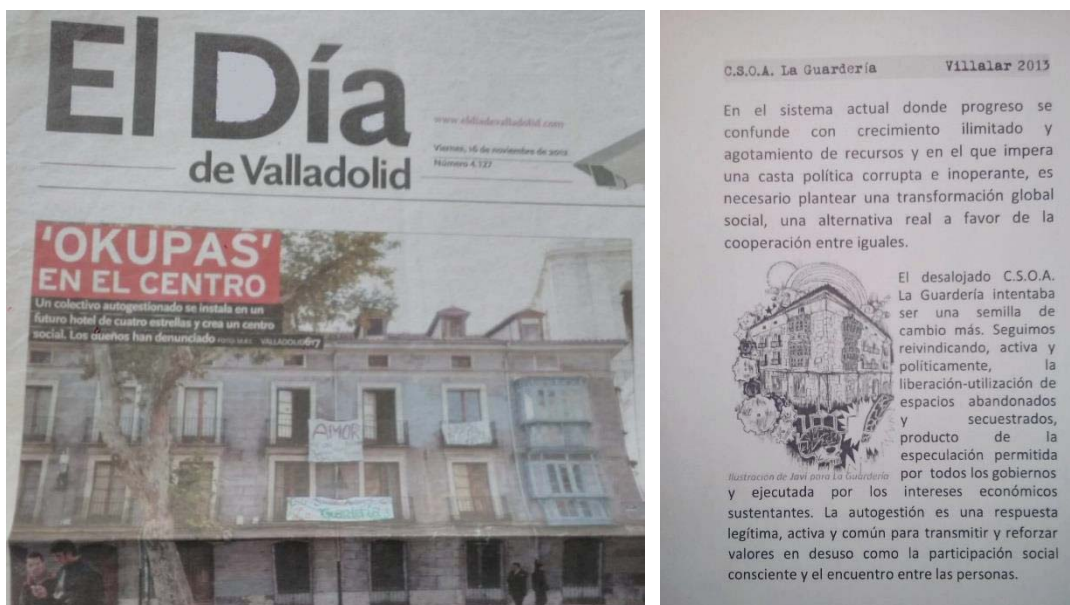 El Día
de Valladolid
www.eldiadevalladolid.com
Viernes, 16 de noviembre de 2012
Número 4.127
'OKUPAS'
EN EL CENTRO
Un colectivo autogestionado se instala en un
futuro hotel de cuatro estrellas y crea un centro
social. Los dueños han denunciado VALLADOLID6y7
AMOR
Guardería
C.S.O.A. La Guardería Villalar 2013
En el sistema actual donde progreso se
confunde con crecimiento ilimitado y
agotamiento de recursos y en el que impera
una casta política corrupta e inoperante, es
necesario plantear una transformación global
social, una alternativa real a favor de la
cooperación entre iguales.
El desalojado C.S.O.A.
La Guardería intentaba
ser una semilla de
cambio más. Seguimos
reivindicando, activa y
políticamente, la
liberación-utilización de
espacios abandonados
y secuestrados,
producto de la
especulación permitida
Ilustración de Javi para La Guardería
por todos los gobiernos
y ejecutada por los intereses económicos
sustentantes. La autogestión es una respuesta
legítima, activa y común para transmitir y reforzar
valores en desuso como la participación social
consciente y el encuentro entre las personas.